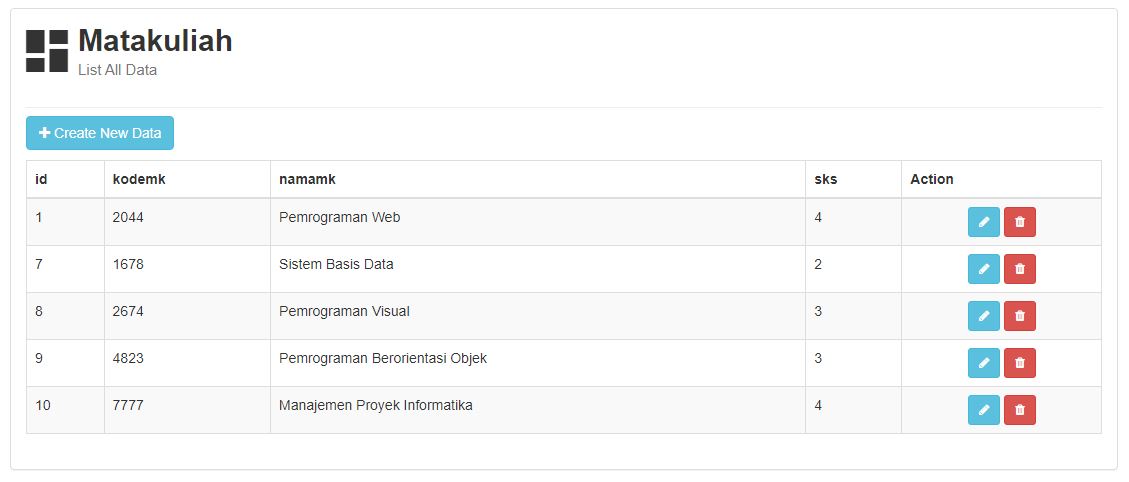 Matakuliah
List All Data
Create New Data
id kodemk namamk sks Action
1 2044 Pemrograman Web 4
7 1678 Sistem Basis Data 2
8 2674 Pemrograman Visual 3
9 4823 Pemrograman Berorientasi Objek 3
10 7777 Manajemen Proyek Informatika 4